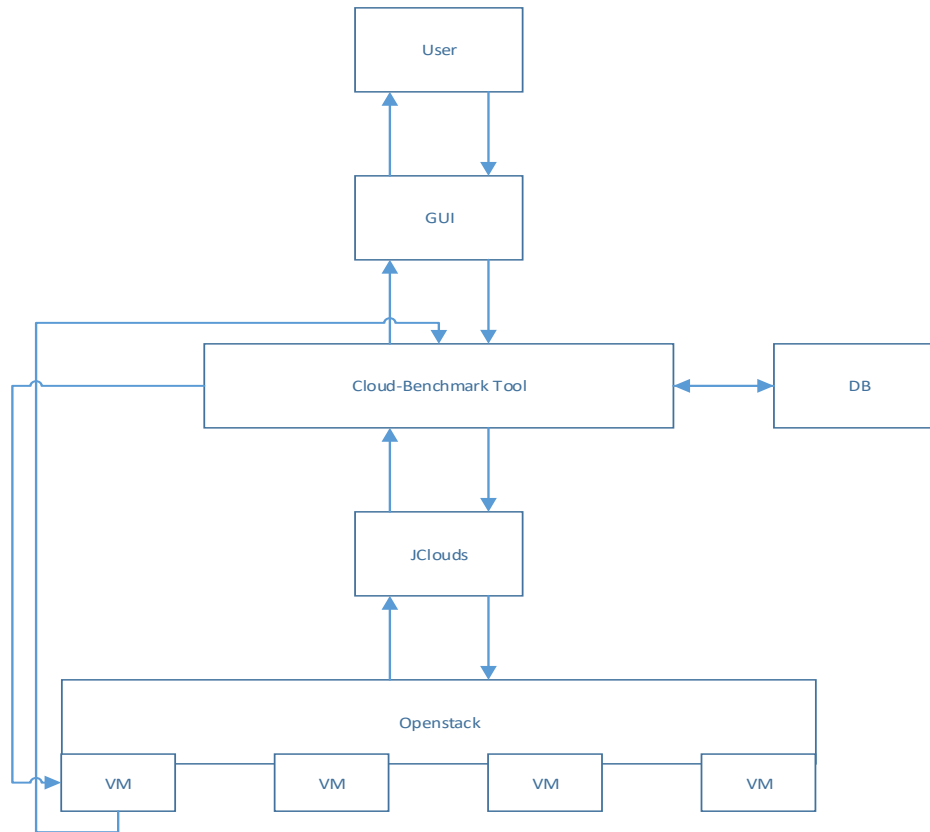 User
GUI
Cloud-Benchmark Tool
DB
JClouds
Openstack
VM
VM
VM
VM